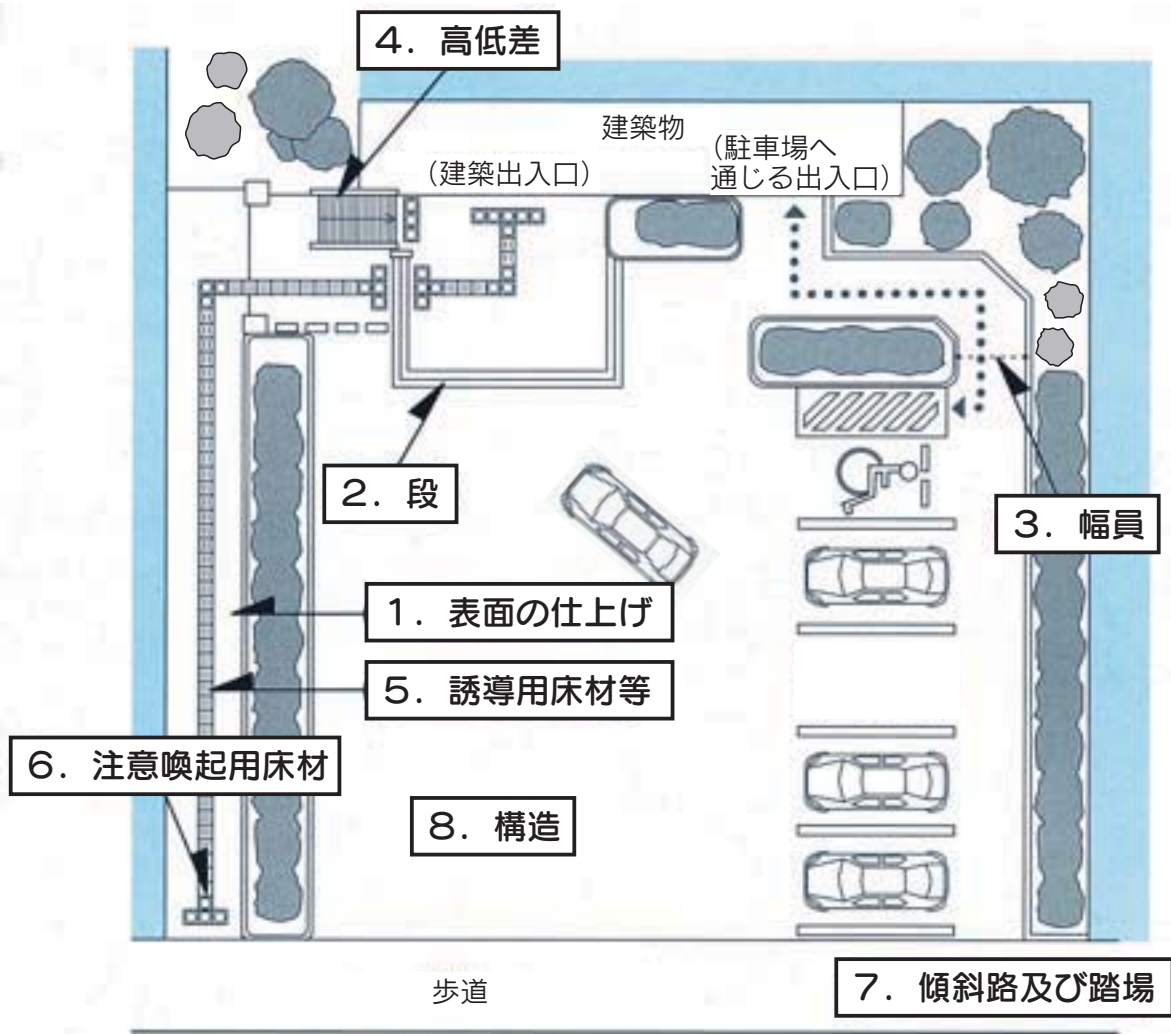 4．高低差
建築物
（建築出入口）
（駐車場へ
通じる出入口）
2．段
3．幅員
1．表面の仕上げ
5．誘導用床材等
6．注意喚起用床材
8．構造
歩道
7．傾斜路及び踏場